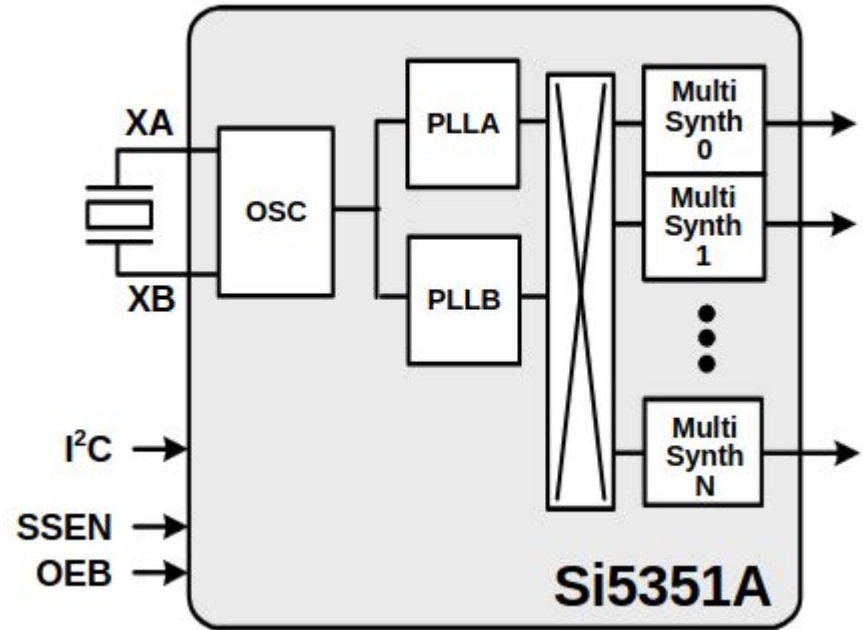 XA
XB
OSC
PLLA
PLLB
Multi
Synth
0
Multi
Synth
1
Multi
Synth
N
I²C
SSEN
OEB
Si5351A